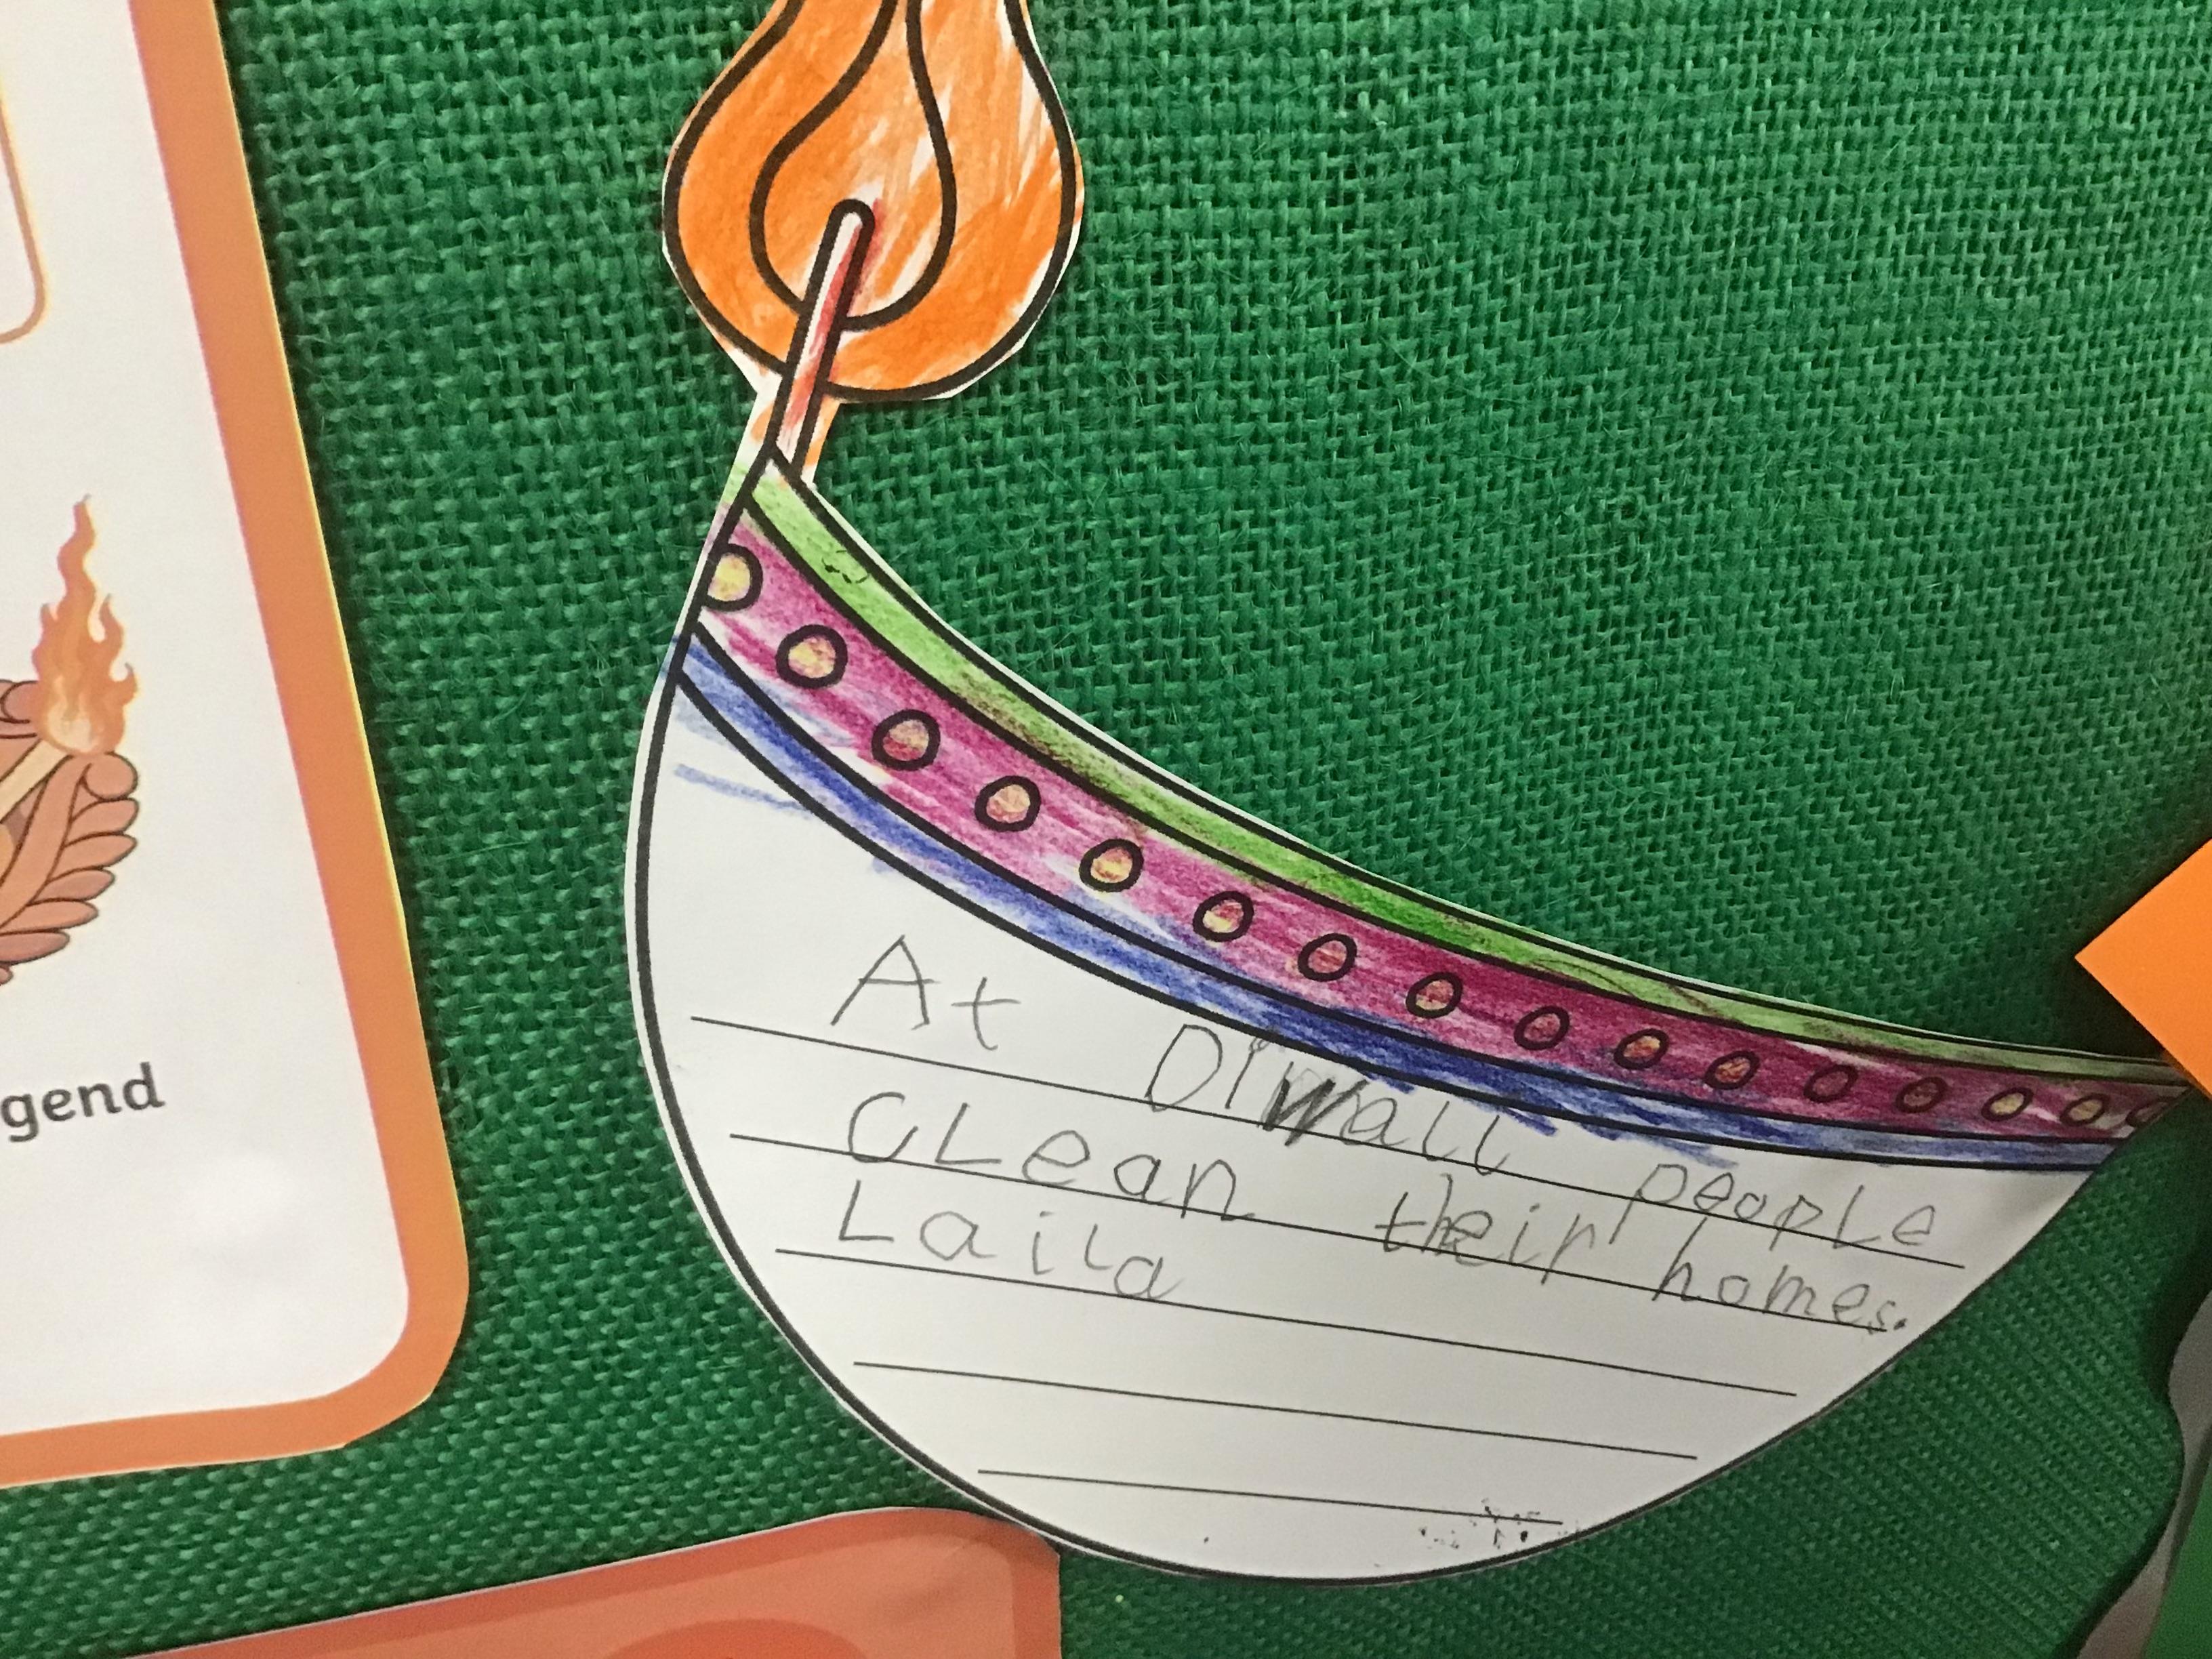 gend
At Diwali people
CLean their homes.
Laila